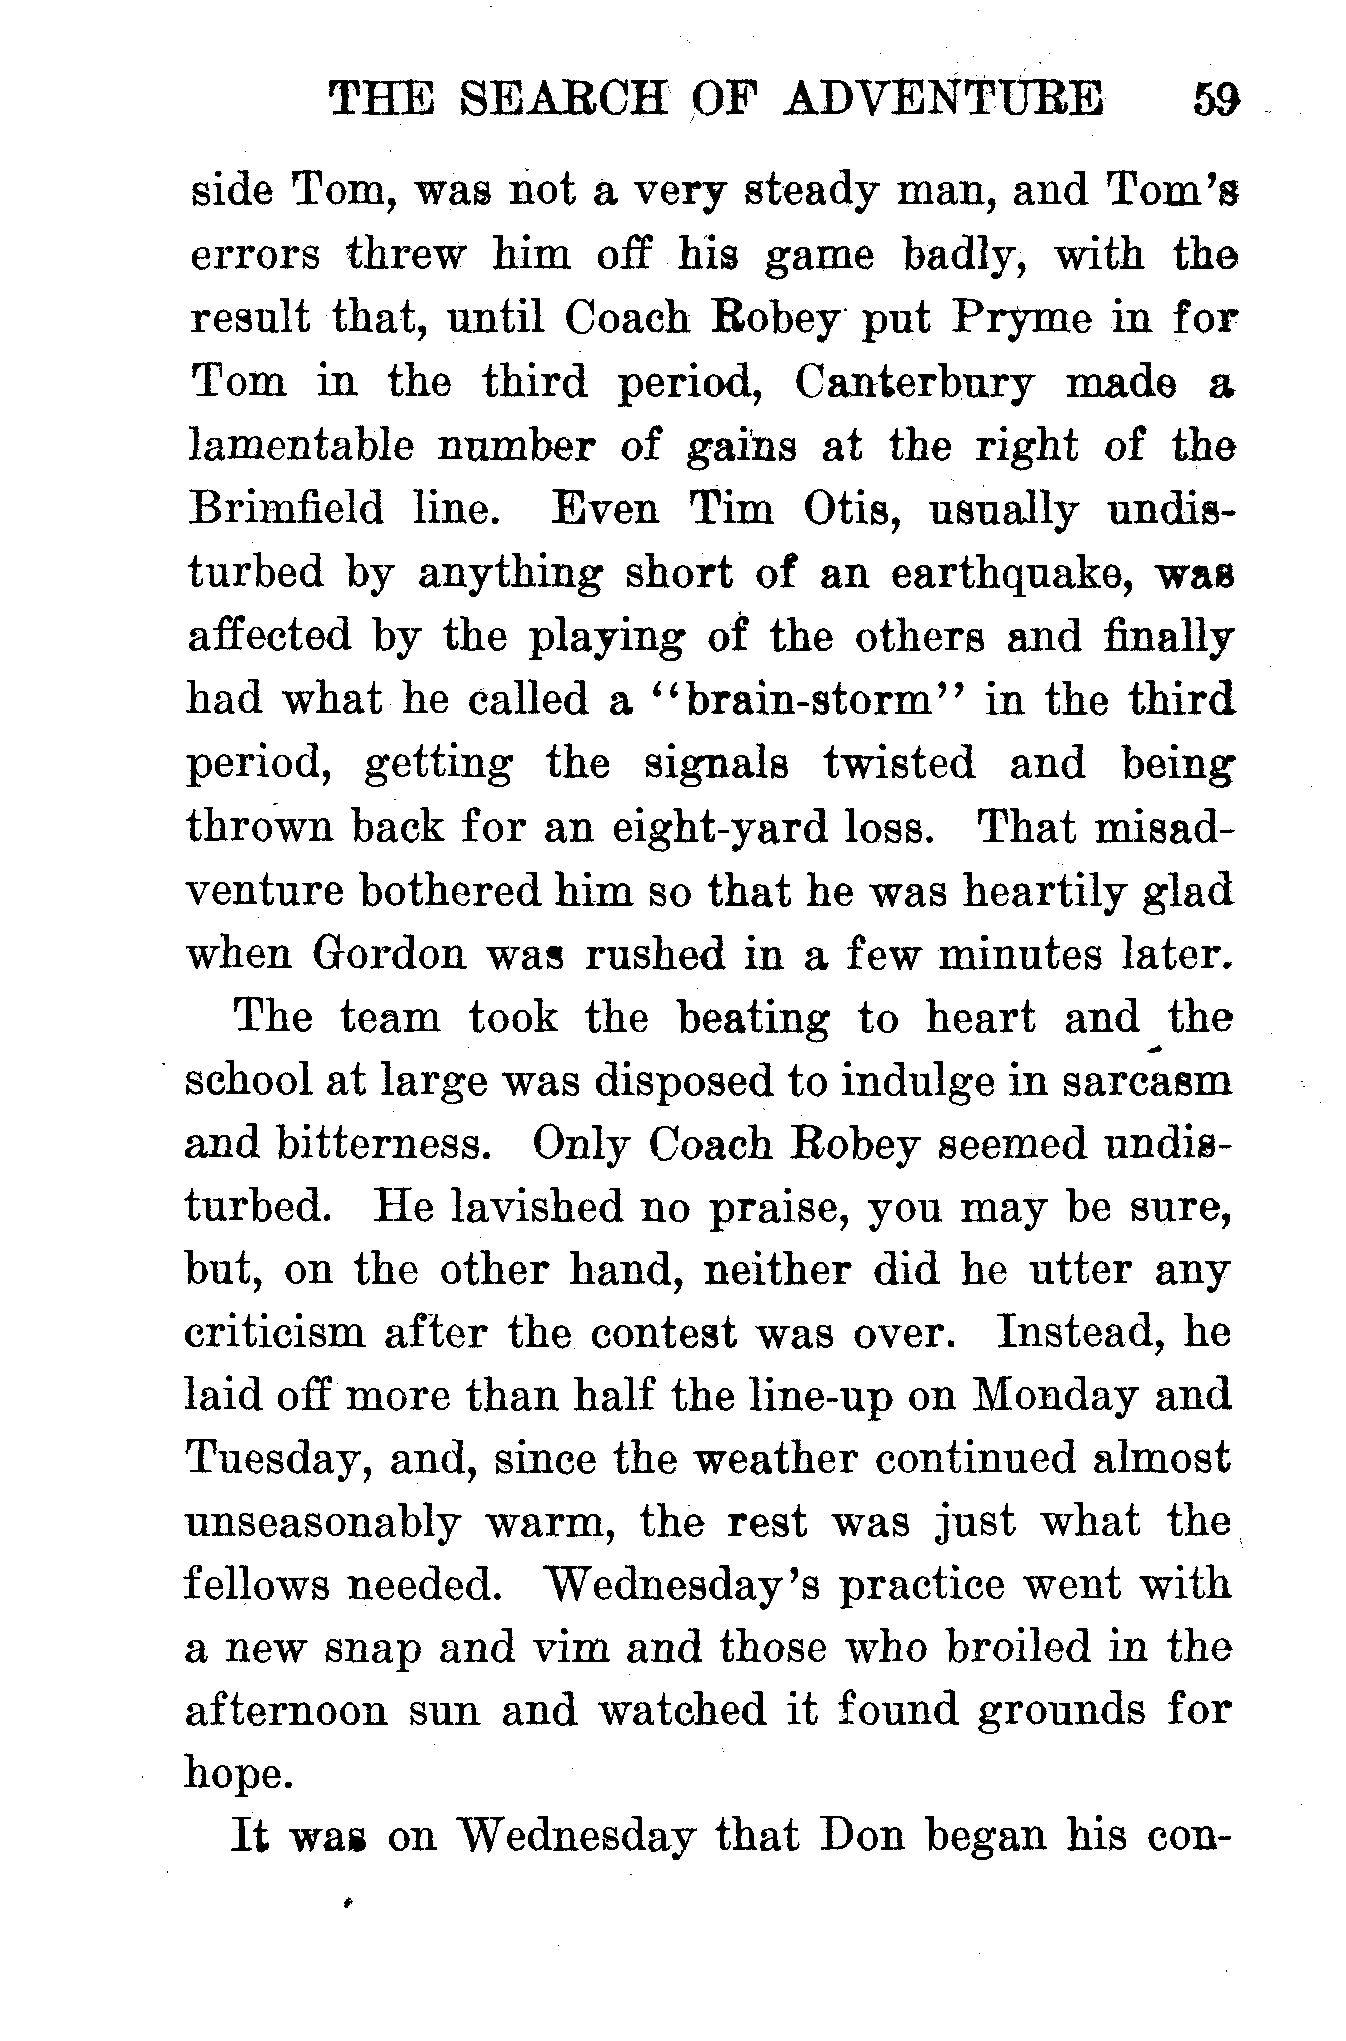 THE SEARCH OF ADVENTURE 59
side Tom, was not a very steady man, and Tom's
errors threw him off his game badly, with the
result that, until Coach Robey put Pryme in for
Tom in the third period, Canterbury made a
lamentable number of gains at the right of the
Brimfield line. Even Tim Otis, usually undis-
turbed by anything short of an earthquake, was
affected by the playing of the others and finally
had what he called a "brain-storm" in the third
period, getting the signals twisted and being
thrown back for an eight-yard loss. That misad-
venture bothered him so that he was heartily glad
when Gordon was rushed in a few minutes later.
The team took the beating to heart and the
school at large was disposed to indulge in sarcasm
and bitterness. Only Coach Robey seemed undis-
turbed. He lavished no praise, you may be sure,
but, on the other hand, neither did he utter any
criticism after the contest was over. Instead, he
laid off more than half the line-up on Monday and
Tuesday, and, since the weather continued almost
unseasonably warm, the rest was just what the
fellows needed. Wednesday's practice went with
a new snap and vim and those who broiled in the
afternoon sun and watched it found grounds for
hope.
It was on Wednesday that Don began his con-